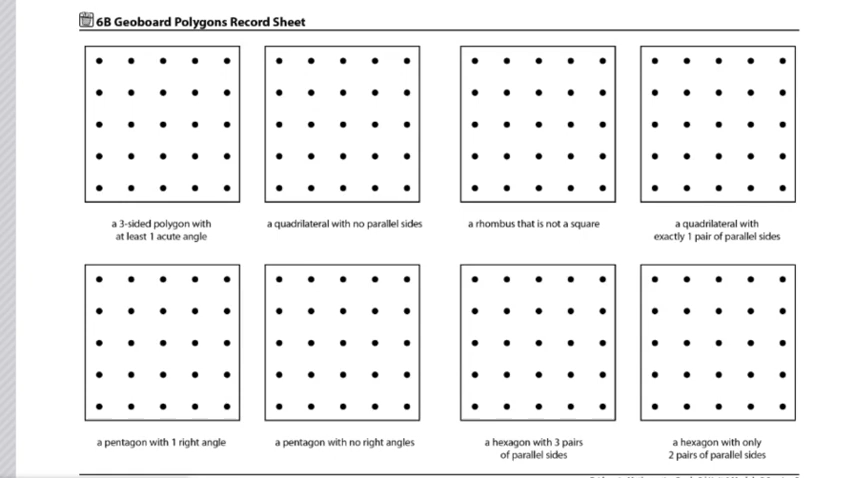 6B Geoboard Polygons Record Sheet
a 3-sided polygon with
at least 1 acute angle
a quadrilateral with no parallel sides
a rhombus that is not a square
a quadrilateral with
exactly 1 pair of parallel sides
a pentagon with 1 right angle
a pentagon with no right angles
a hexagon with 3 pairs
of parallel sides
a hexagon with only
2 pairs of parallel sides